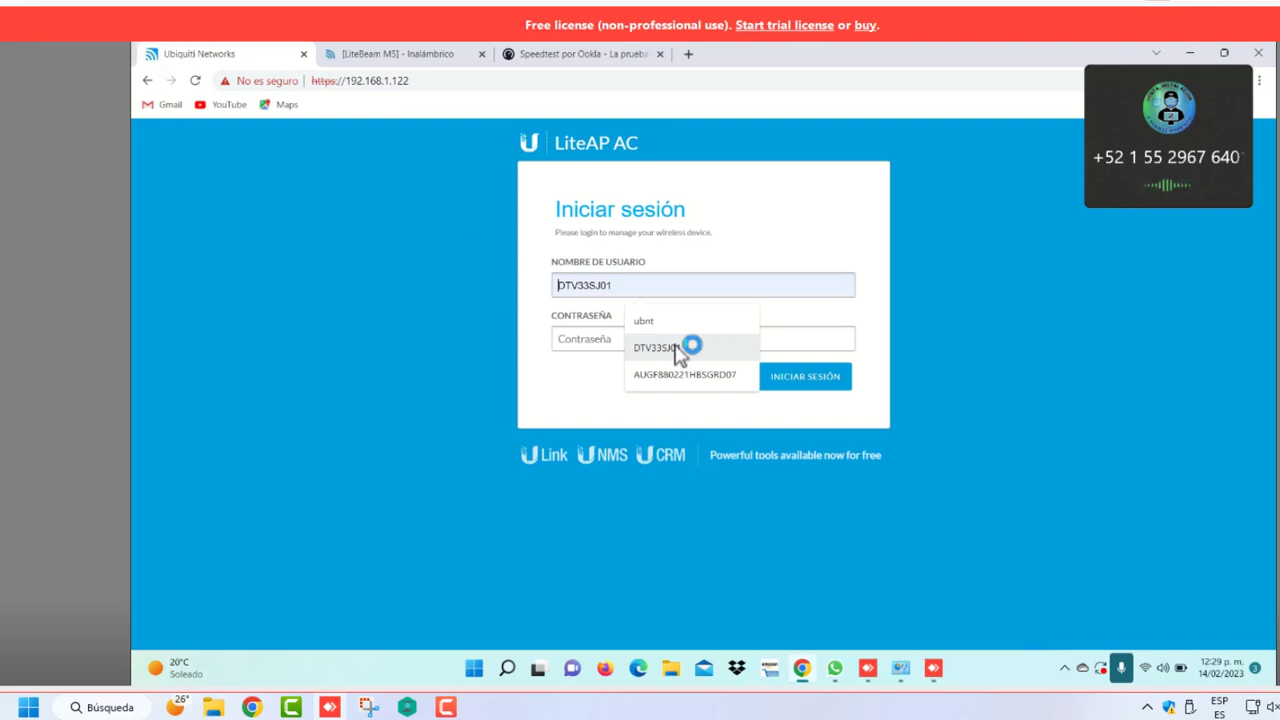 Free license (non-professional use). Start trial license or buy.
Ubiquiti Networks
[LiteBeam M5] - Inalámbrico
Speedtest por Ookla - La prueba
No es seguro | https://192.168.1.122
Gmail YouTube Maps
+52 1 55 2967 640
LiteAP AC
Iniciar sesión
Please login to manage your wireless device.
NOMBRE DE USUARIO
DTV33SJ01
CONTRASEÑA
Contraseña
ubnt
DTV33SJ01
AUGF880221HBSGRD07
INICIAR SESIÓN
U Link U NMS U CRM Powerful tools available now for free
20°C
Soleado
12:29 p. m.
14/02/2023
3
26°
Búsqueda
ESP
ES